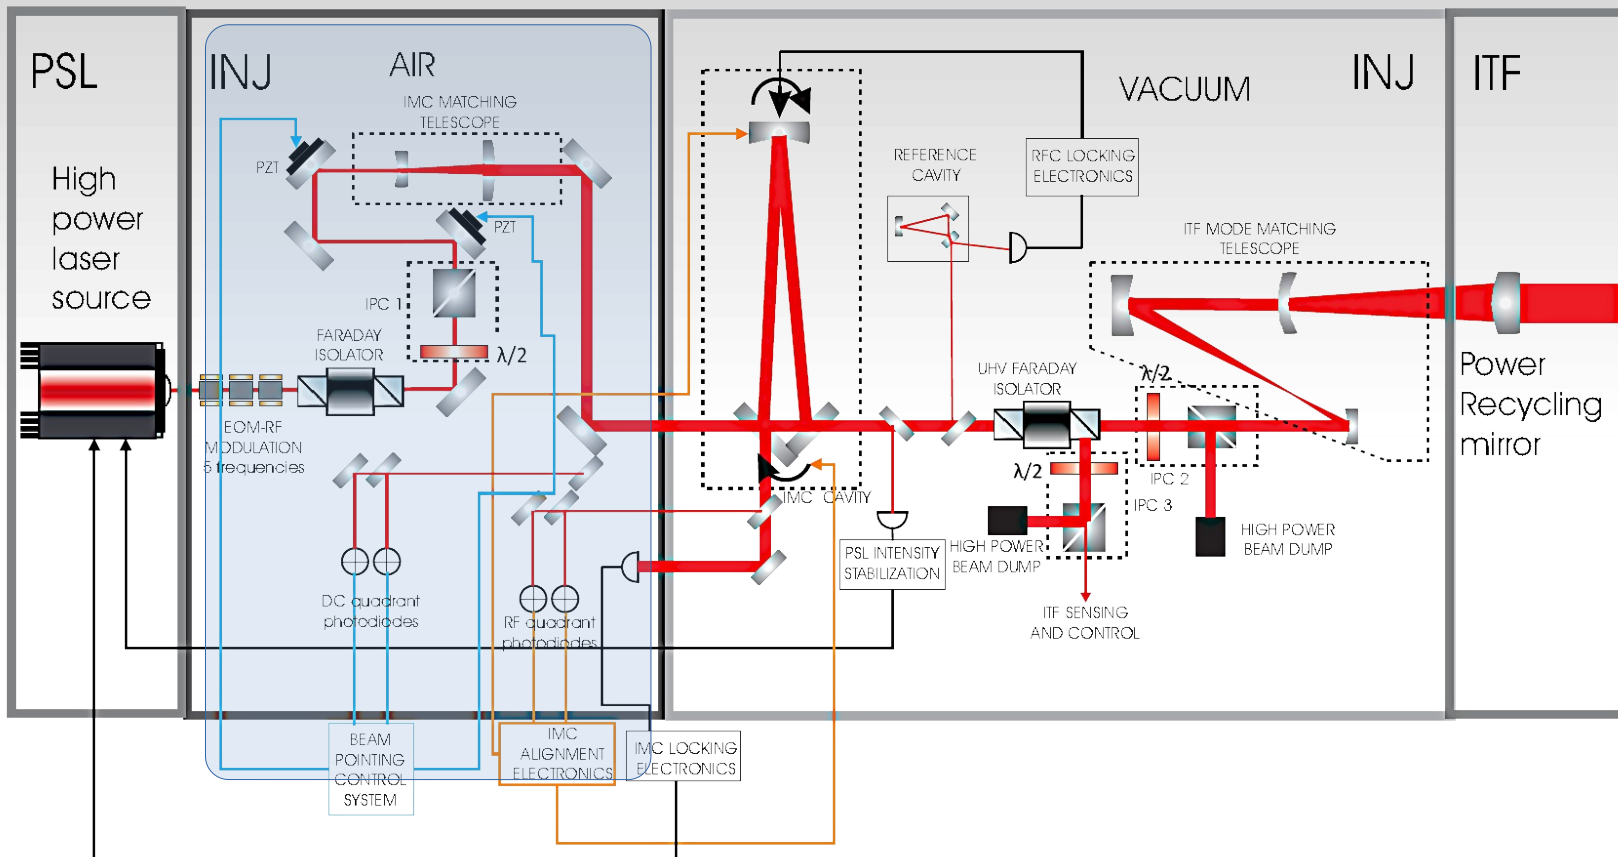 PSL
High
power
laser
source
INJ
AIR
IMC MATCHING
TELESCOPE
PZT
PZT
IPC 1
FARADAY
ISOLATOR
λ/2
EOM-RF
MODULATION
5 frequencies
DC quadrant
photodiodes
RF quadrant
photodiodes
BEAM
POINTING
CONTROL
SYSTEM
IMC
ALIGNMENT
ELECTRONICS
IMC LOCKING
ELECTRONICS
VACUUM
INJ
REFERENCE
CAVITY
RFC LOCKING
ELECTRONICS
ITF MODE MATCHING
TELESCOPE
UHV FARADAY
ISOLATOR
λ/2
λ/2
IPC 2
IPC 3
IMC CAVITY
PSL INTENSITY
STABILIZATION
HIGH POWER
BEAM DUMP
HIGH POWER
BEAM DUMP
ITF SENSING
AND CONTROL
ITF
Power
Recycling
mirror